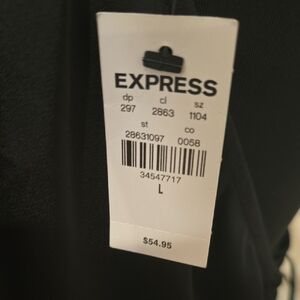 EXPRESS
dp cl sz
297 2863 1104
st co
28631097 0058
34547717
L
$54.95